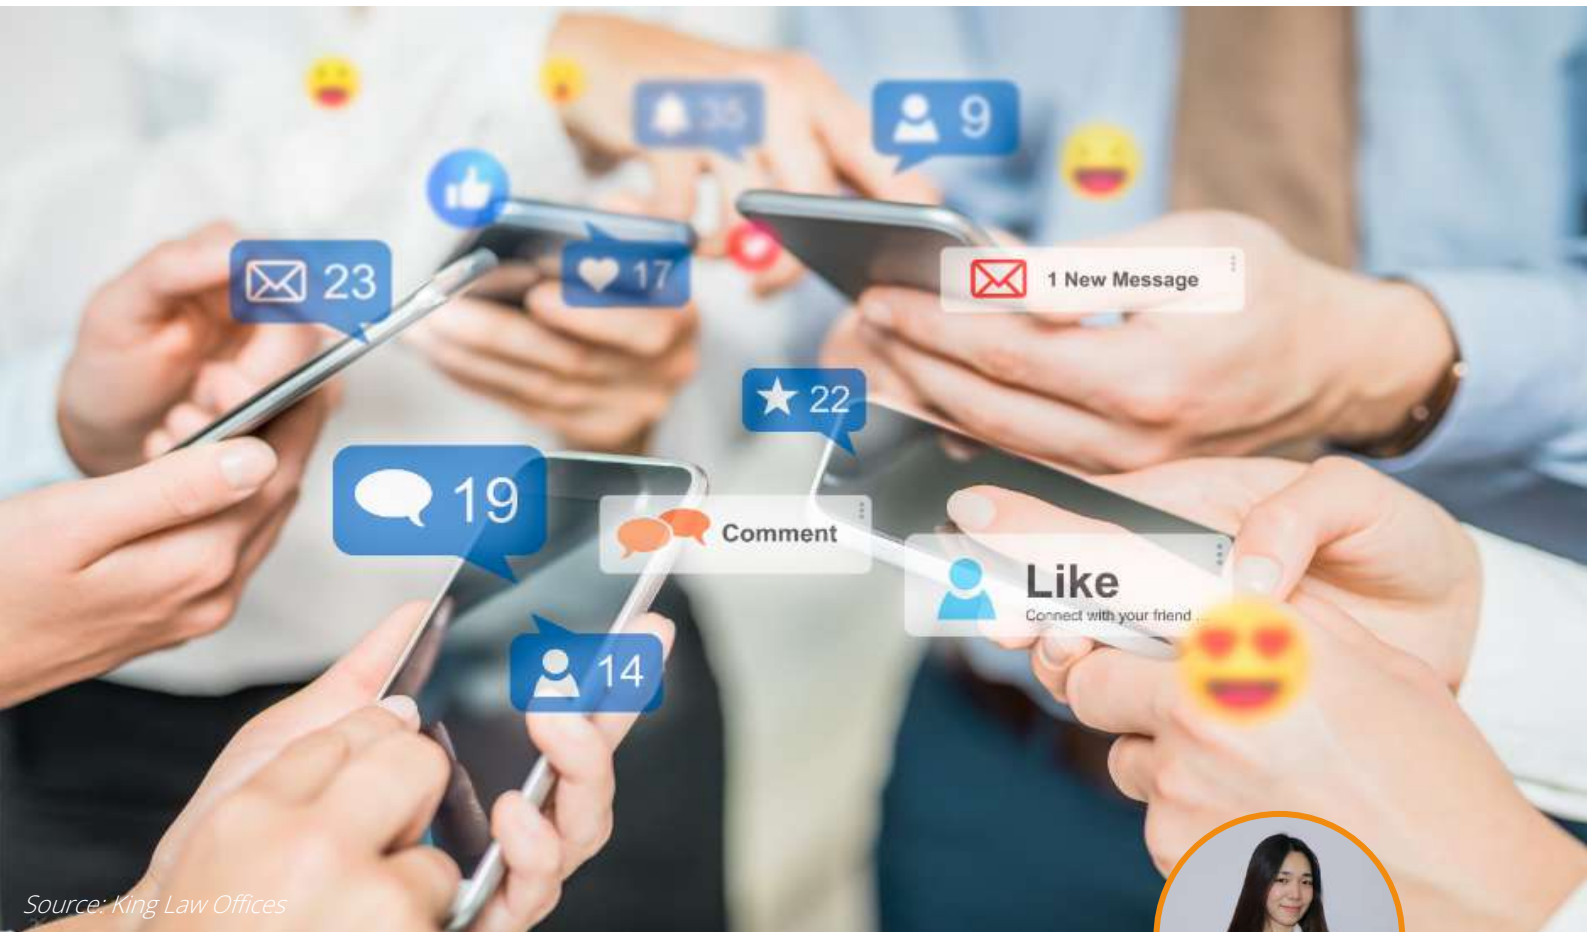 35
9
23
17
1 New Message
22
19
Comment
Like
Connect with your friend ...
14
Source: King Law Offices